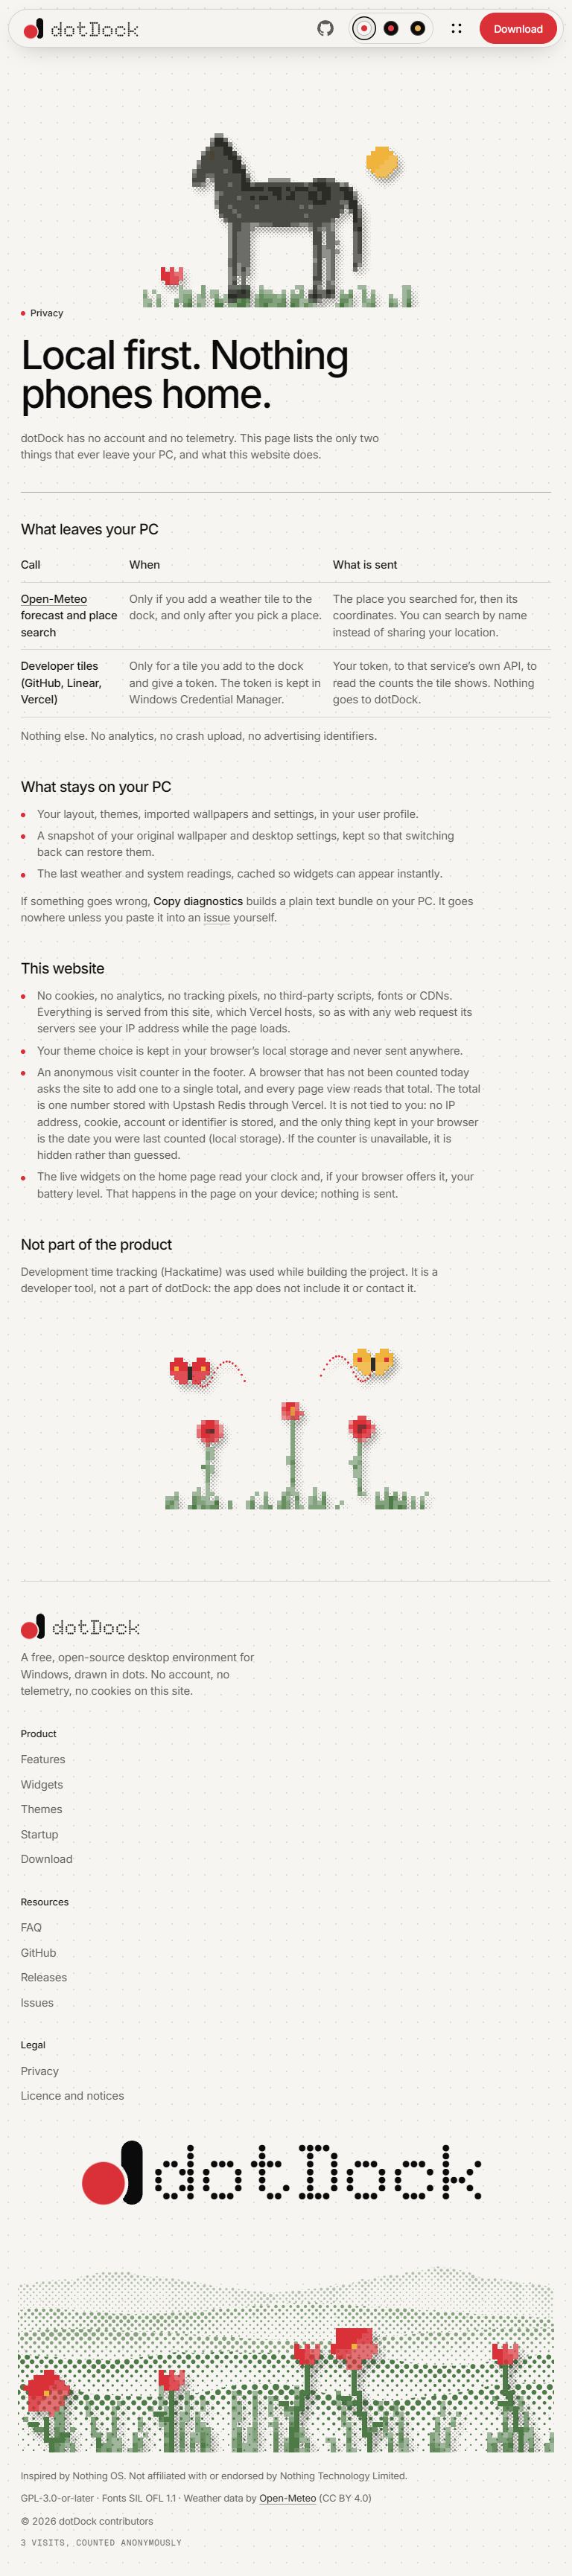 dotDock
Download
Privacy
Local first. Nothing
phones home.
dotDock has no account and no telemetry. This page lists the only two
things that ever leave your PC, and what this website does.
What leaves your PC
Call When What is sent
Open-Meteo Only if you add a weather tile to the The place you searched for, then its
forecast and place dock, and only after you pick a place. coordinates. You can search by name
search instead of sharing your location.
Developer tiles Only for a tile you add to the dock Your token, to that service's own API, to
(GitHub, Linear, and give a token. The token is kept in read the counts the tile shows. Nothing
Vercel) Windows Credential Manager. goes to dotDock.
Nothing else. No analytics, no crash upload, no advertising identifiers.
What stays on your PC
Your layout, themes, imported wallpapers and settings, in your user profile.
A snapshot of your original wallpaper and desktop settings, kept so that switching
back can restore them.
The last weather and system readings, cached so widgets can appear instantly.
If something goes wrong, Copy diagnostics builds a plain text bundle on your PC. It goes
nowhere unless you paste it into an issue yourself.
This website
No cookies, no analytics, no tracking pixels, no third-party scripts, fonts or CDNs.
Everything is served from this site, which Vercel hosts, so as with any web request its
servers see your IP address while the page loads.
Your theme choice is kept in your browser's local storage and never sent anywhere.
An anonymous visit counter in the footer. A browser that has not been counted today
asks the site to add one to a single total, and every page view reads that total. The total
is one number stored with Upstash Redis through Vercel. It is not tied to you: no IP
address, cookie, account or identifier is stored, and the only thing kept in your browser
is the date you were last counted (local storage). If the counter is unavailable, it is
hidden rather than guessed.
The live widgets on the home page read your clock and, if your browser offers it, your
battery level. That happens in the page on your device; nothing is sent.
Not part of the product
Development time tracking (Hackatime) was used while building the project. It is a
developer tool, not a part of dotDock: the app does not include it or contact it.
dotDock
A free, open-source desktop environment for
Windows, drawn in dots. No account, no
telemetry, no cookies on this site.
Product
Features
Widgets
Themes
Startup
Download
Resources
FAQ
GitHub
Releases
Issues
Legal
Privacy
Licence and notices
dotDock
Inspired by Nothing OS. Not affiliated with or endorsed by Nothing Technology Limited.
GPL-3.0-or-later · Fonts SIL OFL 1.1 · Weather data by Open-Meteo (CC BY 4.0)
© 2026 dotDock contributors
3 VISITS, COUNTED ANONYMOUSLY